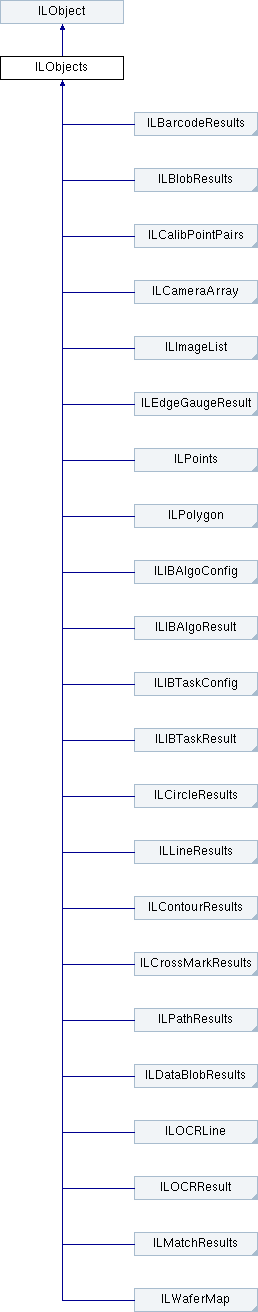 ILObject
ILObjects
ILBarcodeResults
ILBlobResults
ILCalibPointPairs
ILCameraArray
ILImageList
ILEdgeGaugeResult
ILPoints
ILPolygon
ILIBAlgoConfig
ILIBAlgoResult
ILIBTaskConfig
ILIBTaskResult
ILCircleResults
ILLineResults
ILContourResults
ILCrossMarkResults
ILPathResults
ILDataBlobResults
ILOCRLine
ILOCRResult
ILMatchResults
ILWaferMap